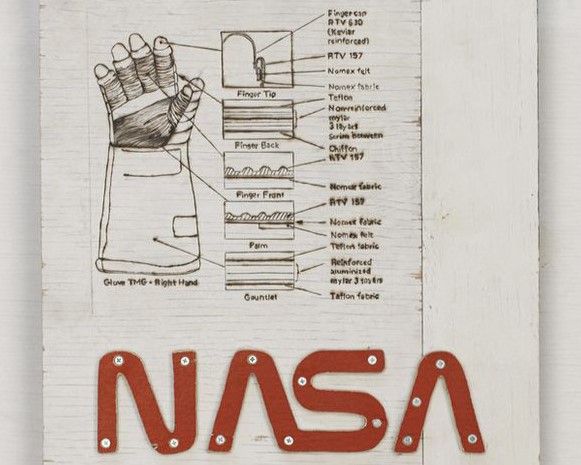 Fingercap
RTV 630
(Kevlar
reinforced)
RTV 157
Nomex felt
Nomex fabric
Finger Tip
Teflon
Nonreinforced
mylar
3 layers
scrim between
Chiffon
Finger Back
RTV 157
Nomex fabric
Finger Front
RTV 157
Nomex fabric
Nomex felt
Palm
Teflon fabric
Reinforced
aluminized
mylar 3 layers
Teflon fabric
Gauntlet
Glove TMG - Right Hand
NASA